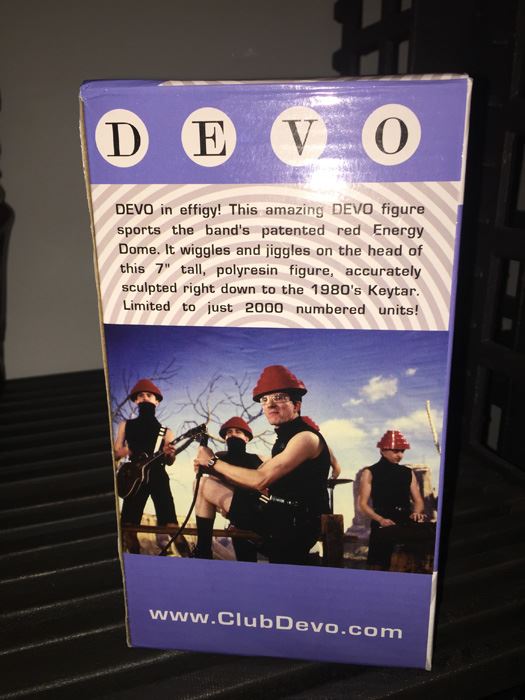 DEVO
DEVO in effigy! This amazing DEVO figure
sports the band's patented red Energy
Dome. It wiggles and jiggles on the head of
this 7" tall, polyresin figure, accurately
sculpted right down to the 1980's Keytar.
Limited to just 2000 numbered units!
www.ClubDevo.com